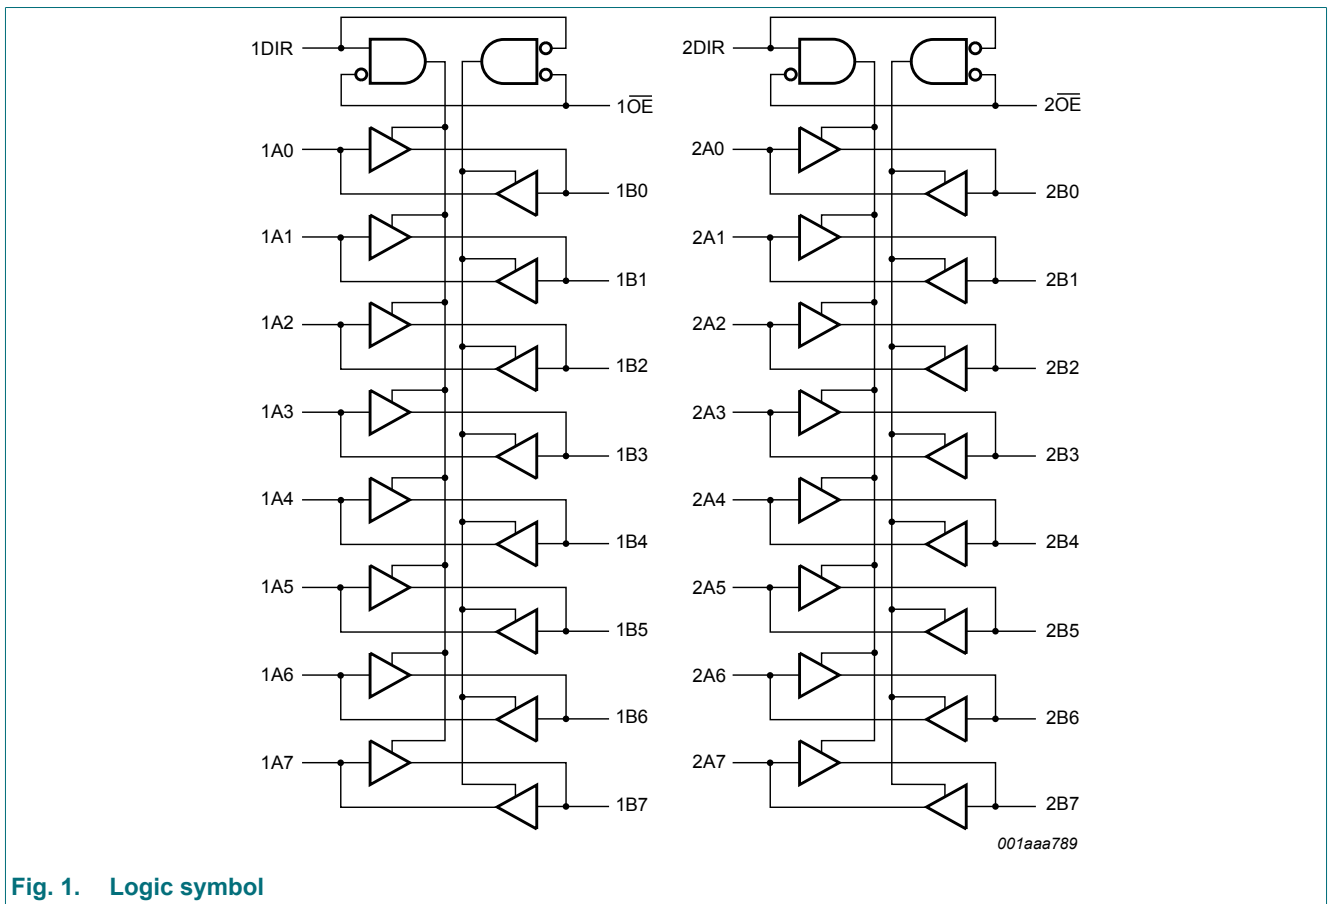 1DIR
2DIR
1O̅E̅
2O̅E̅
1A0
2A0
1B0
2B0
1A1
2A1
1B1
2B1
1A2
2A2
1B2
2B2
1A3
2A3
1B3
2B3
1A4
2A4
1B4
2B4
1A5
2A5
1B5
2B5
1A6
2A6
1B6
2B6
1A7
2A7
1B7
2B7
001aaa789
Fig. 1. Logic symbol